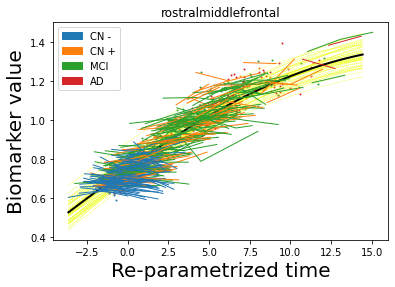 rostralmiddlefrontal
CN -
CN +
MCI
AD
Biomarker value
1.4
1.2
1.0
0.8
0.6
0.4
−2.5
0.0
2.5
5.0
7.5
10.0
12.5
15.0
Re-parametrized time